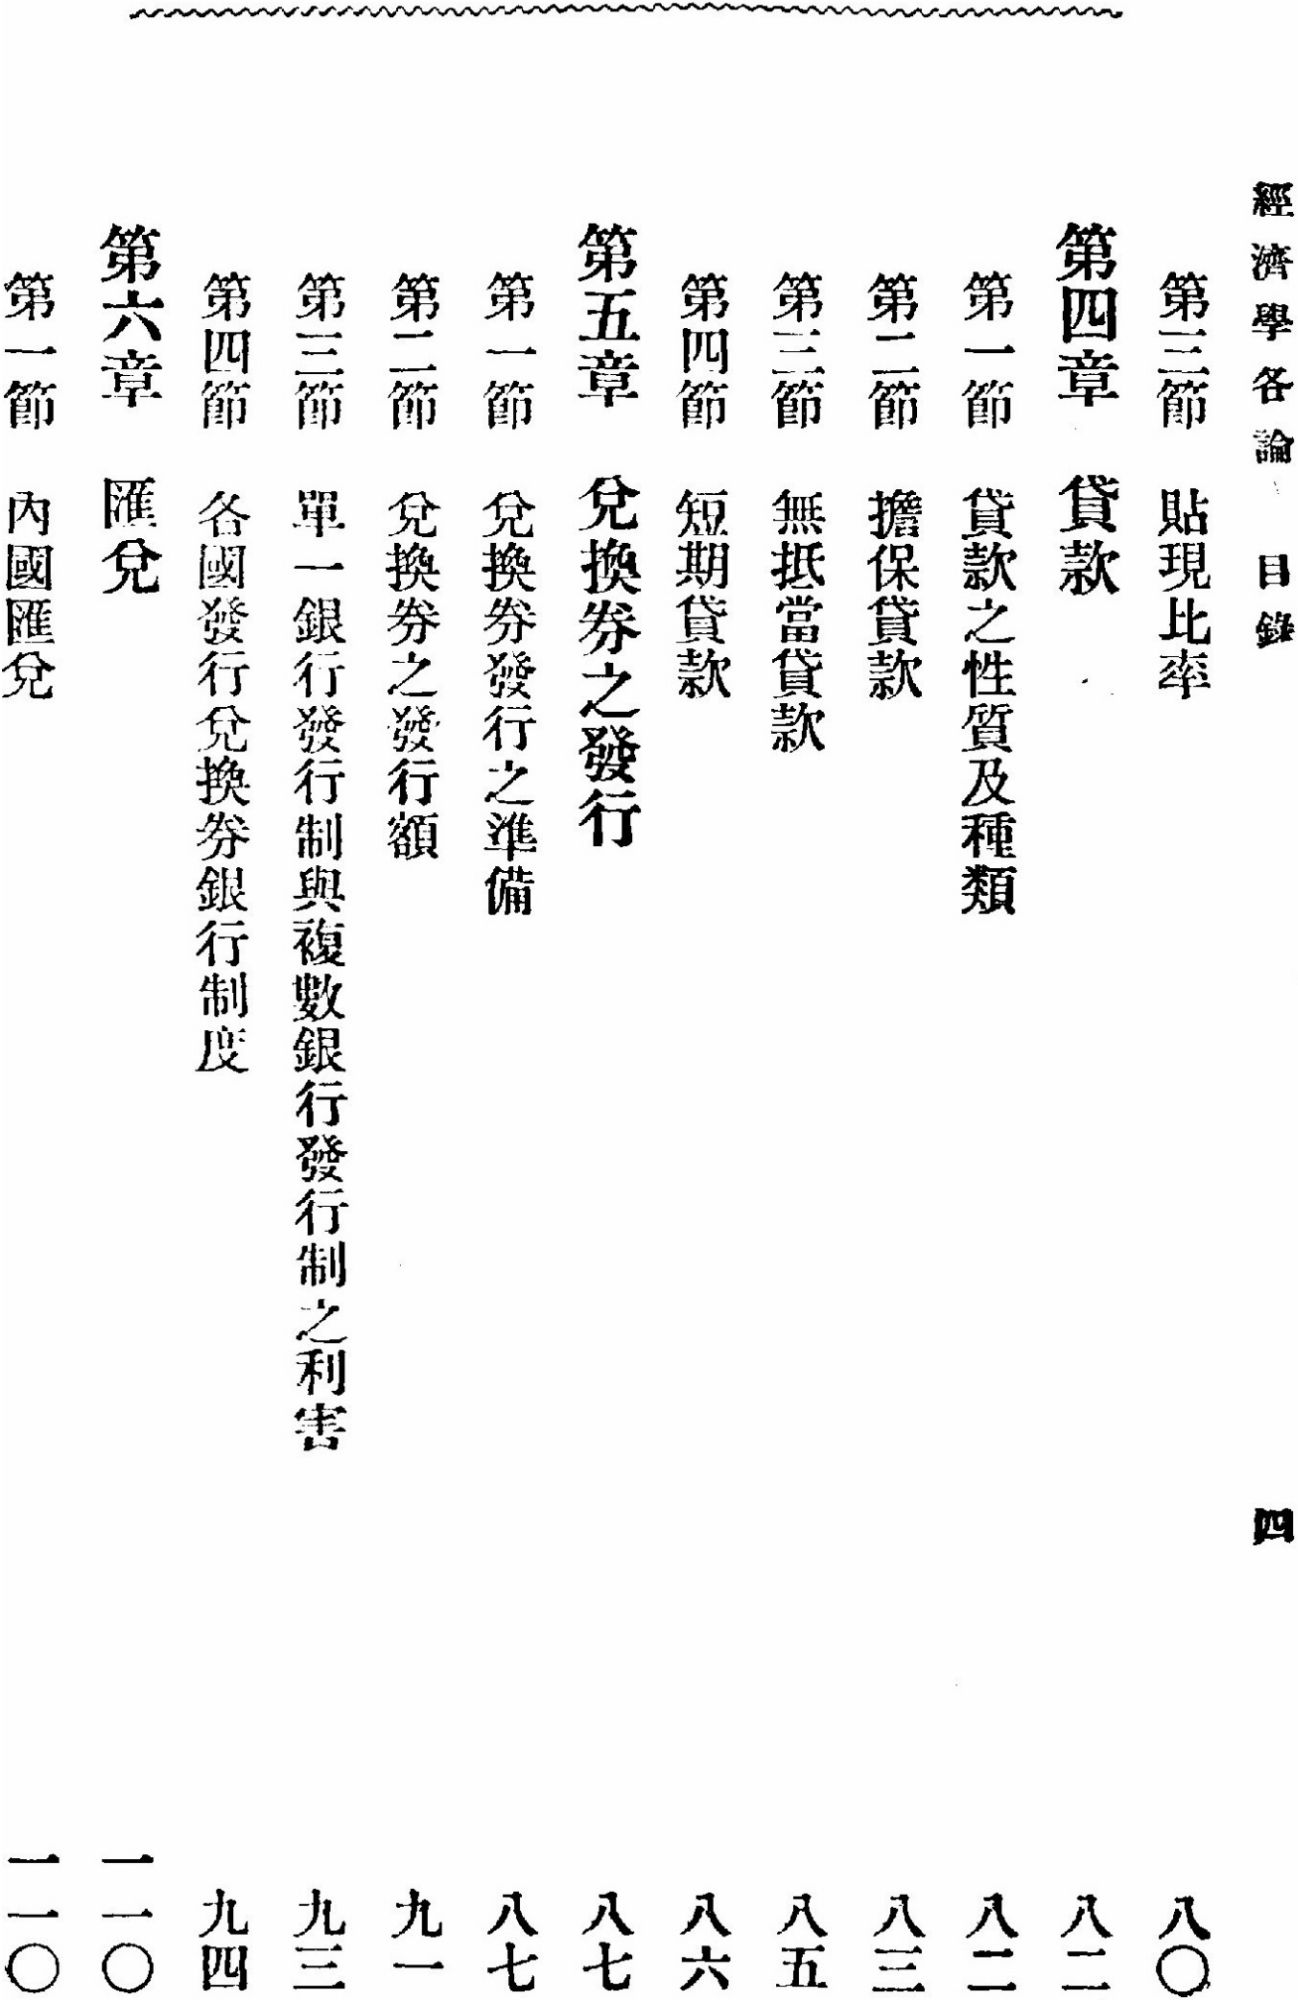 經濟學各論 目錄 四
第三節 貼現比率 八〇
第四章 貸款 八二
第一節 貸款之性質及種類 八二
第二節 擔保貸款 八三
第三節 無抵當貸款 八五
第四節 短期貸款 八六
第五章 兌換券之發行 八七
第一節 兌換券發行之準備 八七
第二節 兌換券之發行額 九一
第三節 單一銀行發行制與複數銀行發行制之利害 九三
第四節 各國發行兌換券銀行制度 九四
第六章 匯兌 一一〇
第一節 內國匯兌 一一〇